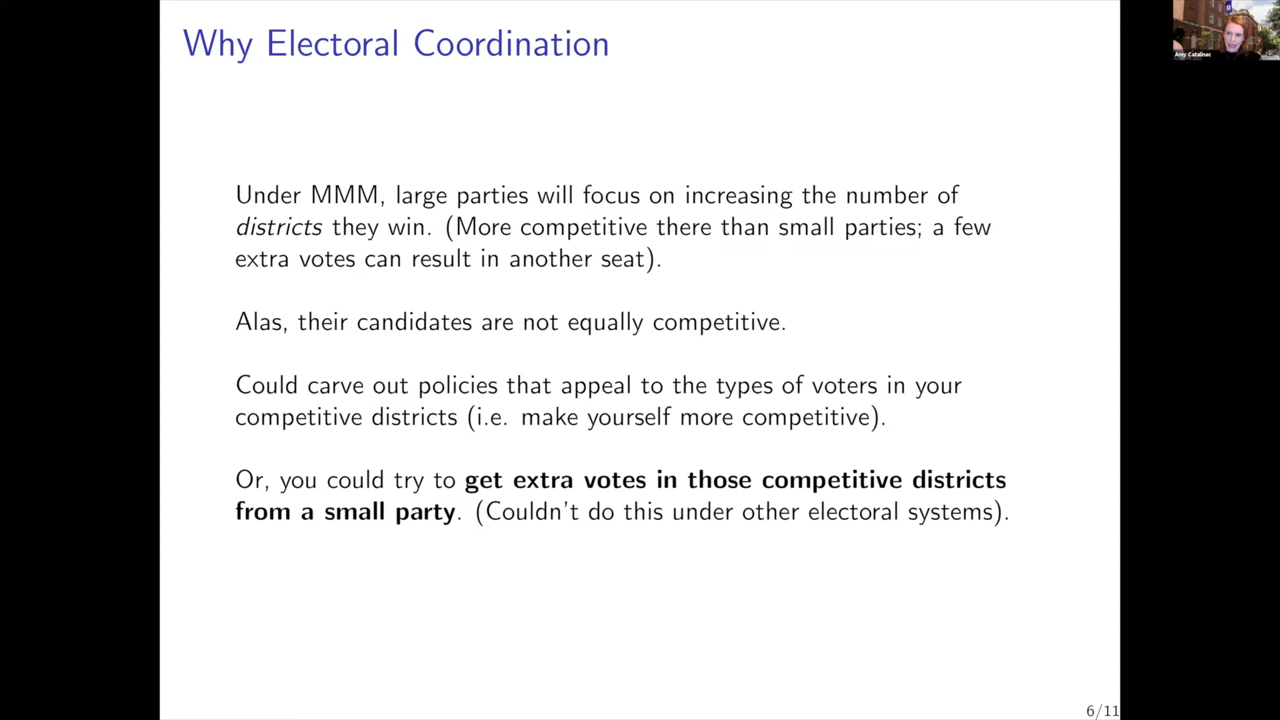 Why Electoral Coordination
Amy Catalinac
Under MMM, large parties will focus on increasing the number of
districts they win. (More competitive there than small parties; a few
extra votes can result in another seat).
Alas, their candidates are not equally competitive.
Could carve out policies that appeal to the types of voters in your
competitive districts (i.e. make yourself more competitive).
Or, you could try to get extra votes in those competitive districts
from a small party. (Couldn't do this under other electoral systems).
6/11